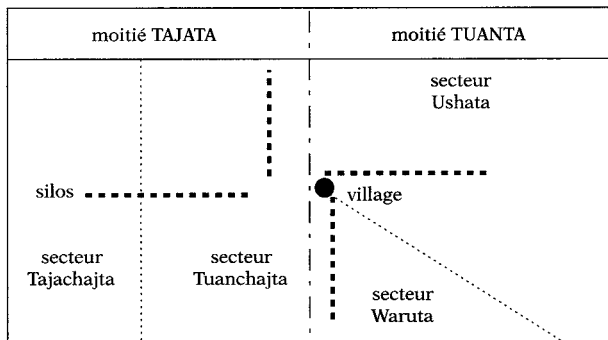 moitié TAJATA
moitié TUANTA
secteur
Ushata
silos
village
secteur
Tajachajta
secteur
Tuanchajta
secteur
Waruta